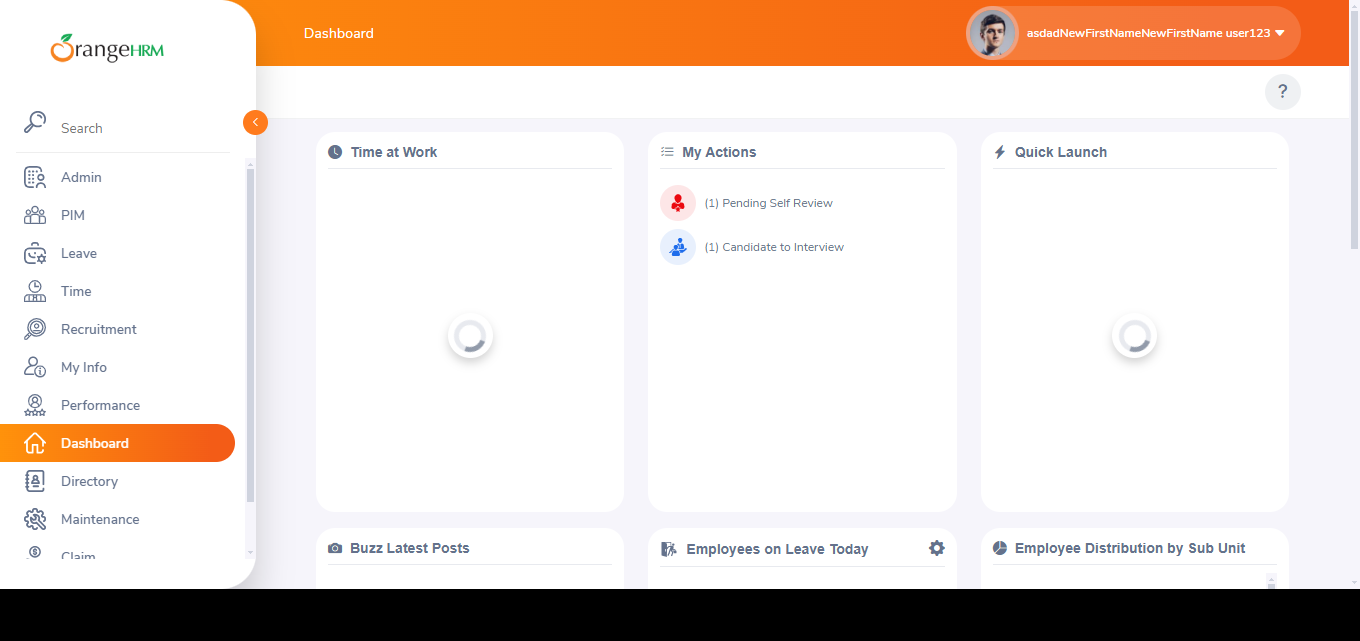 OrangeHRM
Dashboard
asdadNewFirstNameNewFirstName user123
?
Search
Admin
PIM
Leave
Time
Recruitment
My Info
Performance
Dashboard
Directory
Maintenance
Claim
Time at Work
My Actions
(1) Pending Self Review
(1) Candidate to Interview
Quick Launch
Buzz Latest Posts
Employees on Leave Today
Employee Distribution by Sub Unit